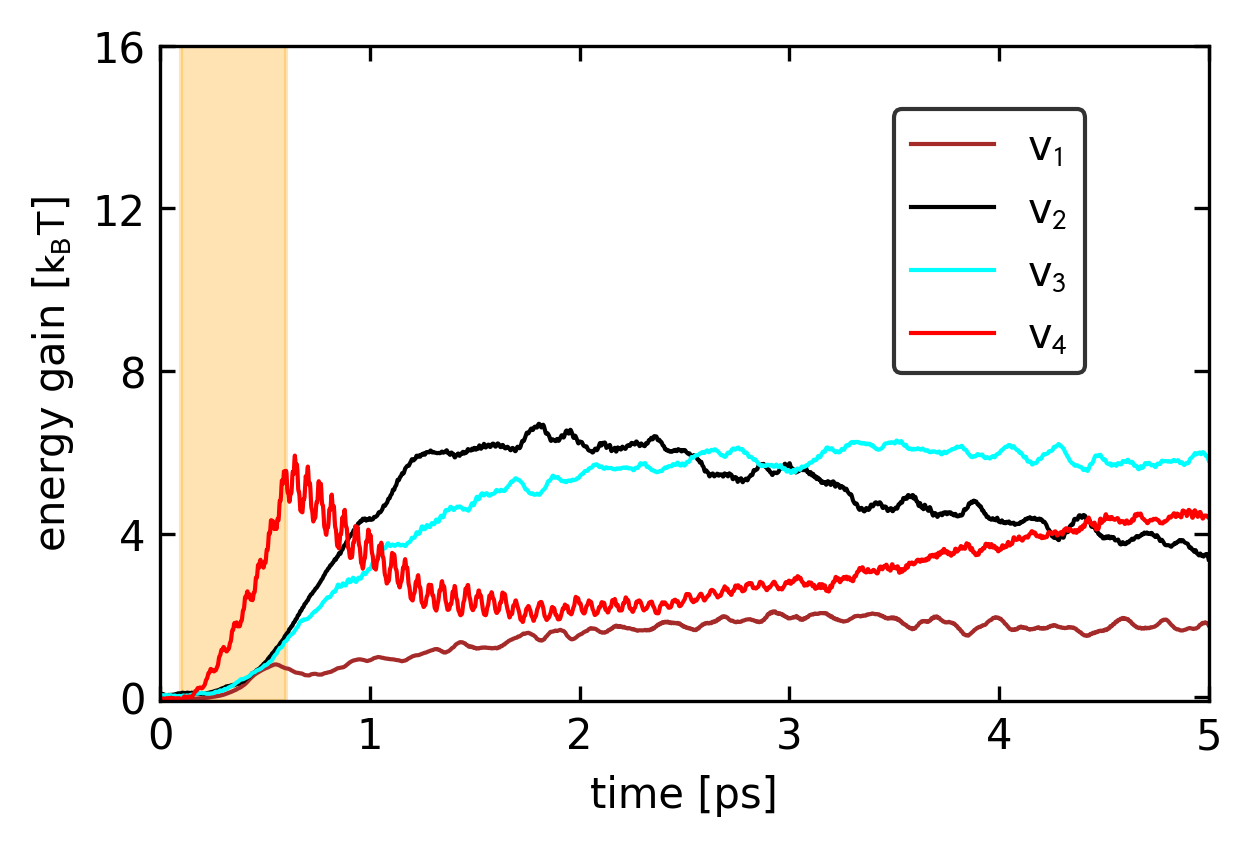 16
12
8
4
0
energy gain [k_BT]
0 1 2 3 4 5
time [ps]
v₁
v₂
v₃
v₄